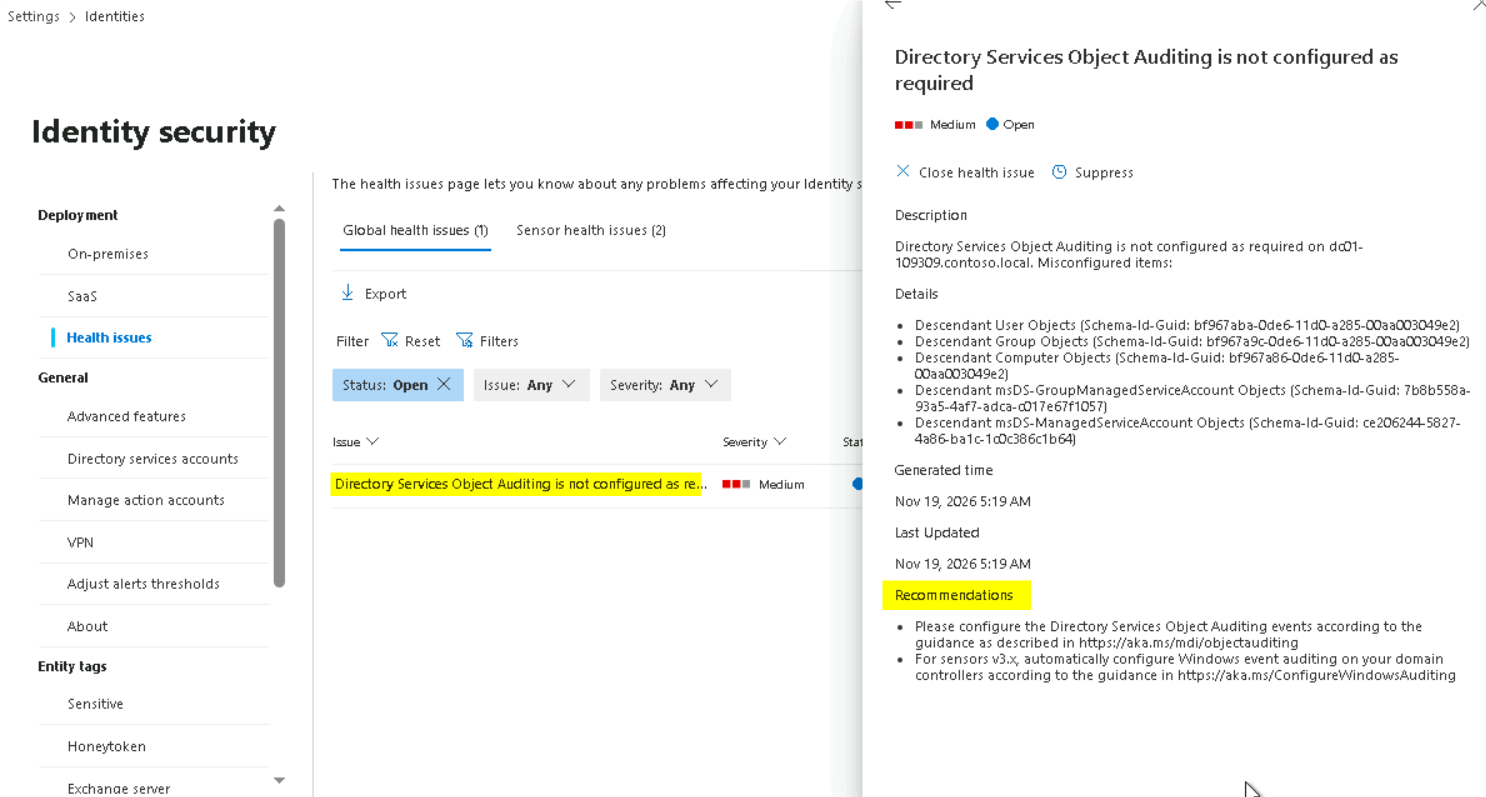 Settings > Identities
Identity security
Deployment
On-premises
SaaS
Health issues
General
Advanced features
Directory services accounts
Manage action accounts
VPN
Adjust alerts thresholds
About
Entity tags
Sensitive
Honeytoken
Exchange server
The health issues page lets you know about any problems affecting your Identity s
Global health issues (1) Sensor health issues (2)
Export
Filter Reset Filters
Status: Open Issue: Any Severity: Any
Issue Severity Stat
Directory Services Object Auditing is not configured as re... Medium
Directory Services Object Auditing is not configured as
required
Medium Open
Close health issue Suppress
Description
Directory Services Object Auditing is not configured as required on dc01-
109309.contoso.local. Misconfigured items:
Details
• Descendant User Objects (Schema-Id-Guid: bf967aba-0de6-11d0-a285-00aa003049e2)
• Descendant Group Objects (Schema-Id-Guid: bf967a9c-0de6-11d0-a285-00aa003049e2)
• Descendant Computer Objects (Schema-Id-Guid: bf967a86-0de6-11d0-a285-
00aa003049e2)
• Descendant msDS-GroupManagedServiceAccount Objects (Schema-Id-Guid: 7b8b558a-
93a5-4af7-adca-c017e67f1057)
• Descendant msDS-ManagedServiceAccount Objects (Schema-Id-Guid: ce206244-5827-
4a86-ba1c-1c0c386c1b64)
Generated time
Nov 19, 2026 5:19 AM
Last Updated
Nov 19, 2026 5:19 AM
Recommendations
• Please configure the Directory Services Object Auditing events according to the
guidance as described in https://aka.ms/mdi/objectauditing
• For sensors v3.x, automatically configure Windows event auditing on your domain
controllers according to the guidance in https://aka.ms/ConfigureWindowsAuditing